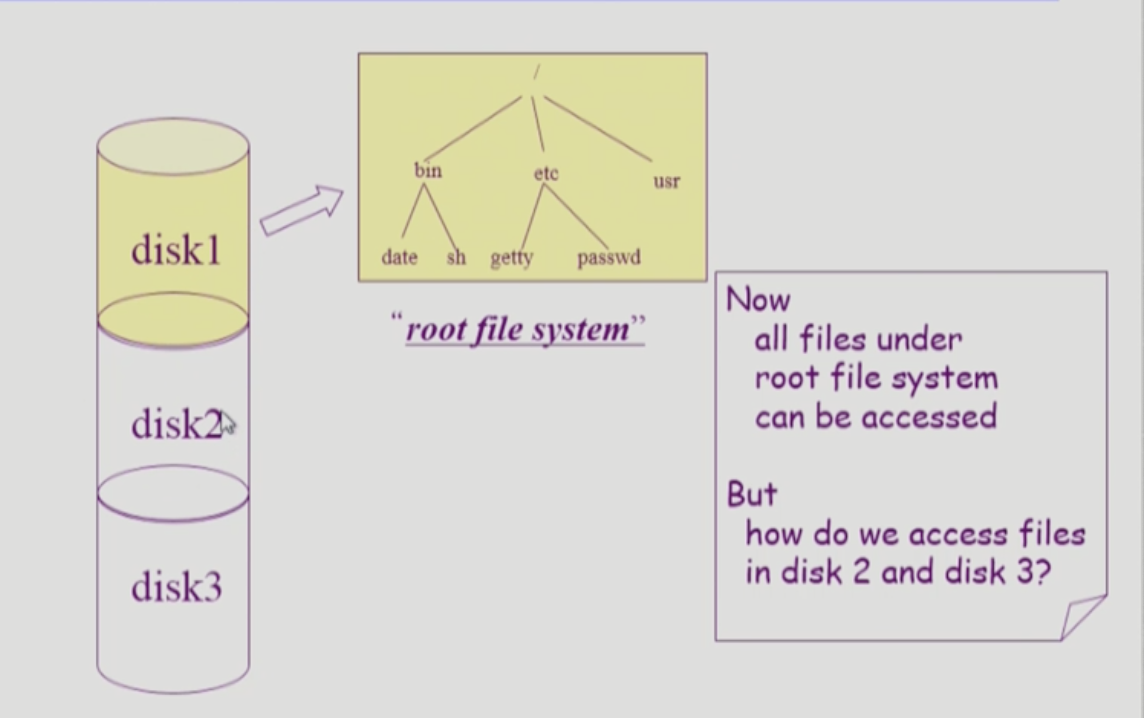 disk1
disk2
disk3
/
bin etc usr
date sh getty passwd
“root file system”
Now
all files under
root file system
can be accessed
But
how do we access files
in disk 2 and disk 3?